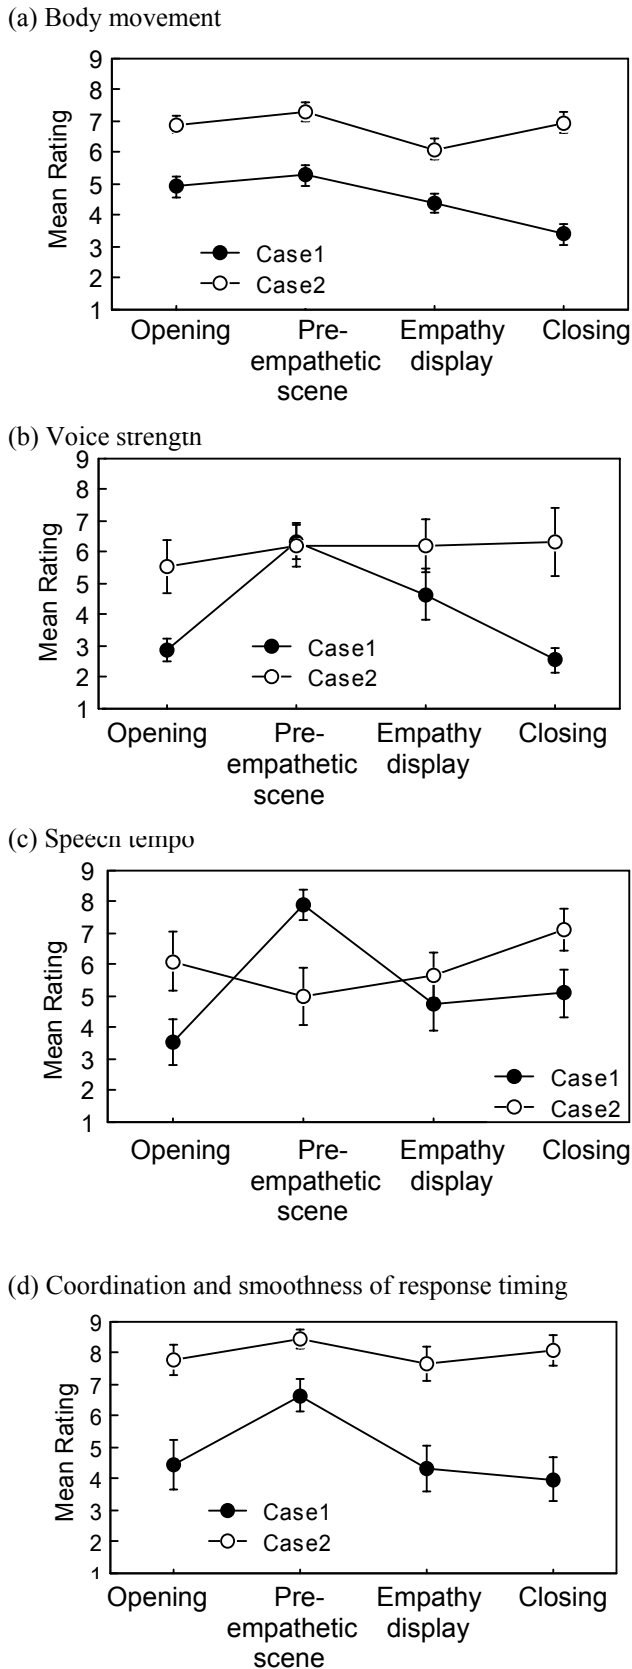 (a) Body movement
9
8
7
6
5
4
3
2
1
Mean Rating
Case1
Case2
Opening
Pre-
empathetic
scene
Empathy
display
Closing
(b) Voice strength
9
8
7
6
5
4
3
2
1
Mean Rating
Case1
Case2
Opening
Pre-
empathetic
scene
Empathy
display
Closing
(c) Speech tempo
9
8
7
6
5
4
3
2
1
Mean Rating
Case1
Case2
Opening
Pre-
empathetic
scene
Empathy
display
Closing
(d) Coordination and smoothness of response timing
9
8
7
6
5
4
3
2
1
Mean Rating
Case1
Case2
Opening
Pre-
empathetic
scene
Empathy
display
Closing